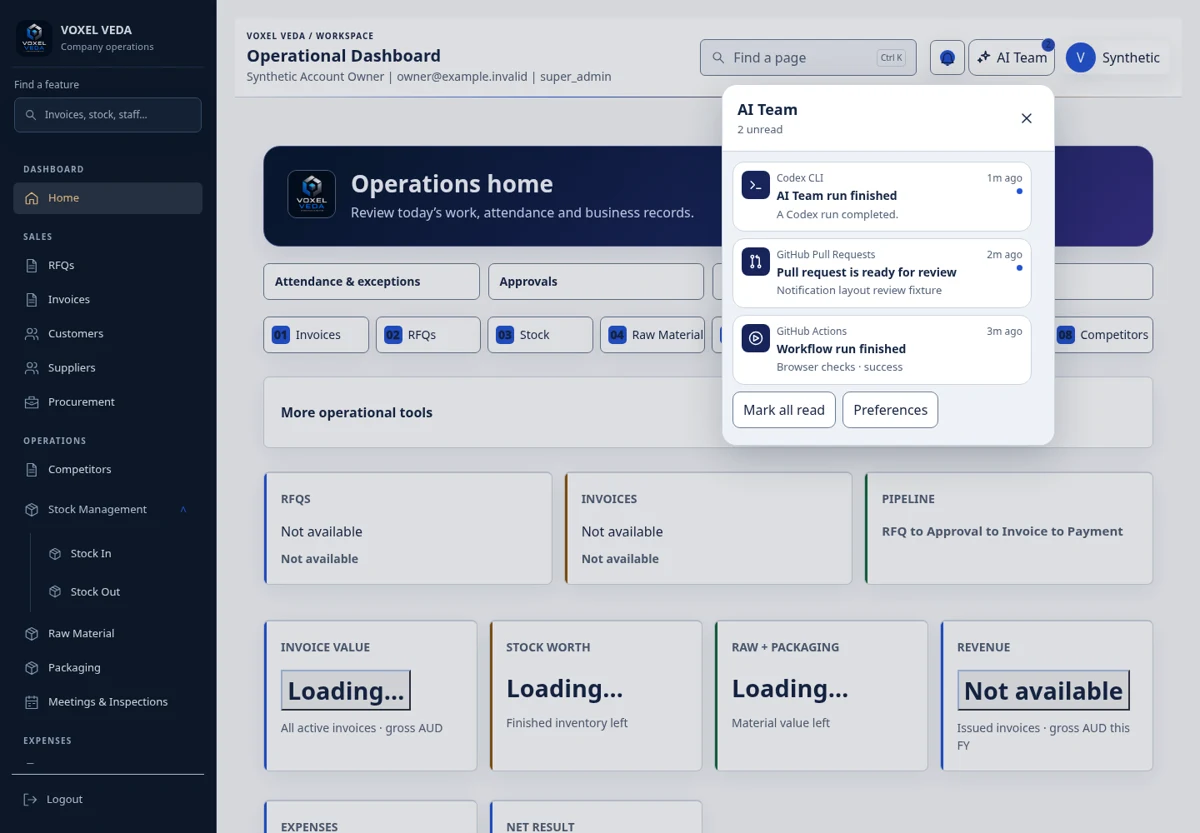 VOXEL VEDA
Company operations
Find a feature
Invoices, stock, staff...
DASHBOARD
Home
SALES
RFQs
Invoices
Customers
Suppliers
Procurement
OPERATIONS
Competitors
Stock Management
Stock In
Stock Out
Raw Material
Packaging
Meetings & Inspections
EXPENSES
Logout
VOXEL VEDA / WORKSPACE
Operational Dashboard
Synthetic Account Owner | owner@example.invalid | super_admin
Find a page
Ctrl K
AI Team
2
V
Synthetic
AI Team
2 unread
Codex CLI
1m ago
AI Team run finished
A Codex run completed.
GitHub Pull Requests
2m ago
Pull request is ready for review
Notification layout review fixture
GitHub Actions
3m ago
Workflow run finished
Browser checks · success
Mark all read
Preferences
VOXEL
VEDA
Operations home
Review today's work, attendance and business records.
Attendance & exceptions
Approvals
01 Invoices
02 RFQs
03 Stock
04 Raw Material
08 Competitors
More operational tools
RFQS
Not available
Not available
INVOICES
Not available
Not available
PIPELINE
RFQ to Approval to Invoice to Payment
INVOICE VALUE
Loading...
All active invoices · gross AUD
STOCK WORTH
Loading...
Finished inventory left
RAW + PACKAGING
Loading...
Material value left
REVENUE
Not available
Issued invoices · gross AUD this
FY
EXPENSES
NET RESULT